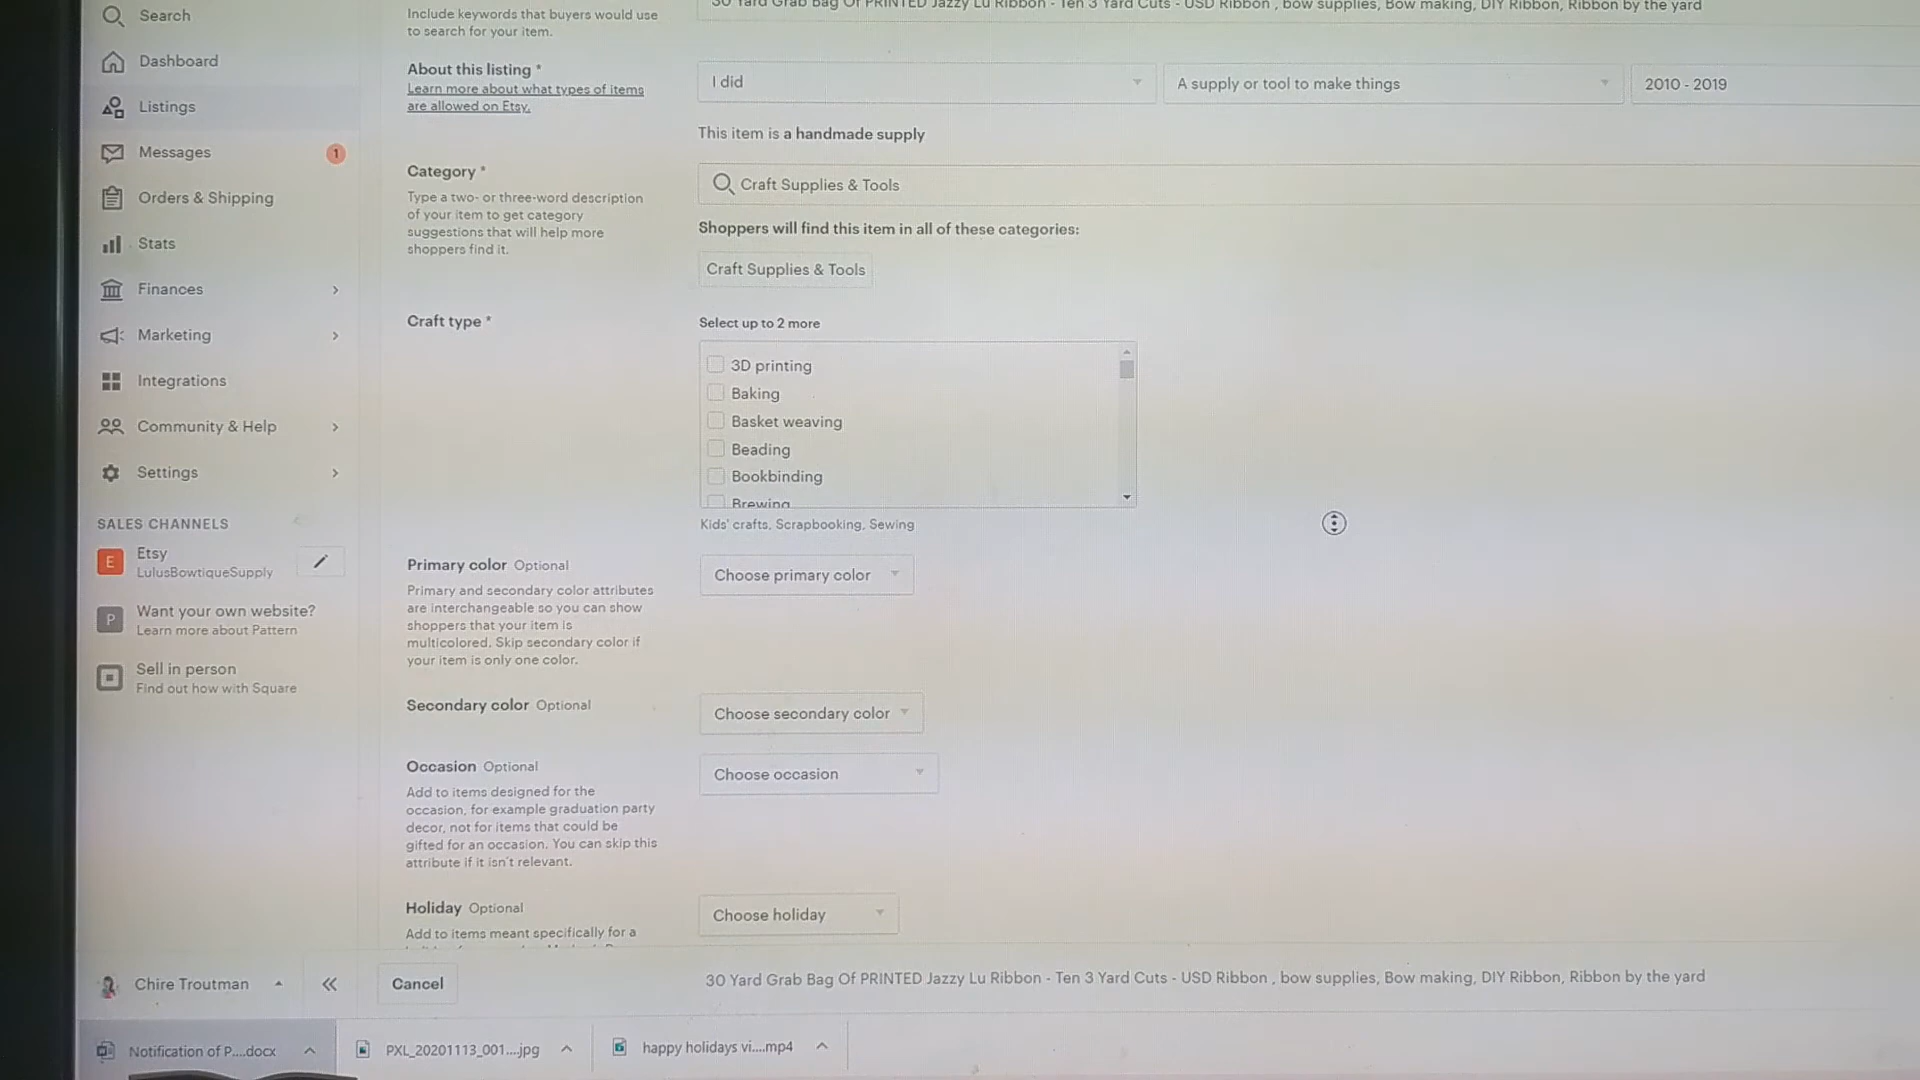 Search
Dashboard
Listings
Messages
1
Orders & Shipping
Stats
Finances
Marketing
Integrations
Community & Help
Settings
SALES CHANNELS
E
Etsy
LulusBowtiqueSupply
P
Want your own website?
Learn more about Pattern
Sell in person
Find out how with Square
Chire Troutman
Include keywords that buyers would use
to search for your item.
30 Yard Grab Bag Of PRINTED Jazzy Lu Ribbon - Ten 3 Yard Cuts - USD Ribbon , bow supplies, Bow making, DIY Ribbon, Ribbon by the yard
About this listing *
Learn more about what types of items
are allowed on Etsy.
I did
A supply or tool to make things
2010 - 2019
This item is a handmade supply
Category *
Type a two- or three-word description
of your item to get category
suggestions that will help more
shoppers find it.
Craft Supplies & Tools
Shoppers will find this item in all of these categories:
Craft Supplies & Tools
Craft type *
Select up to 2 more
3D printing
Baking
Basket weaving
Beading
Bookbinding
Brewing
Kids' crafts, Scrapbooking, Sewing
Primary color Optional
Primary and secondary color attributes
are interchangeable so you can show
shoppers that your item is
multicolored. Skip secondary color if
your item is only one color.
Choose primary color
Secondary color Optional
Choose secondary color
Occasion Optional
Add to items designed for the
occasion, for example graduation party
decor, not for items that could be
gifted for an occasion. You can skip this
attribute if it isn't relevant.
Choose occasion
Holiday Optional
Add to items meant specifically for a
Choose holiday
Cancel
30 Yard Grab Bag Of PRINTED Jazzy Lu Ribbon - Ten 3 Yard Cuts - USD Ribbon , bow supplies, Bow making, DIY Ribbon, Ribbon by the yard
Notification of P....docx
PXL_20201113_001....jpg
happy holidays vi....mp4